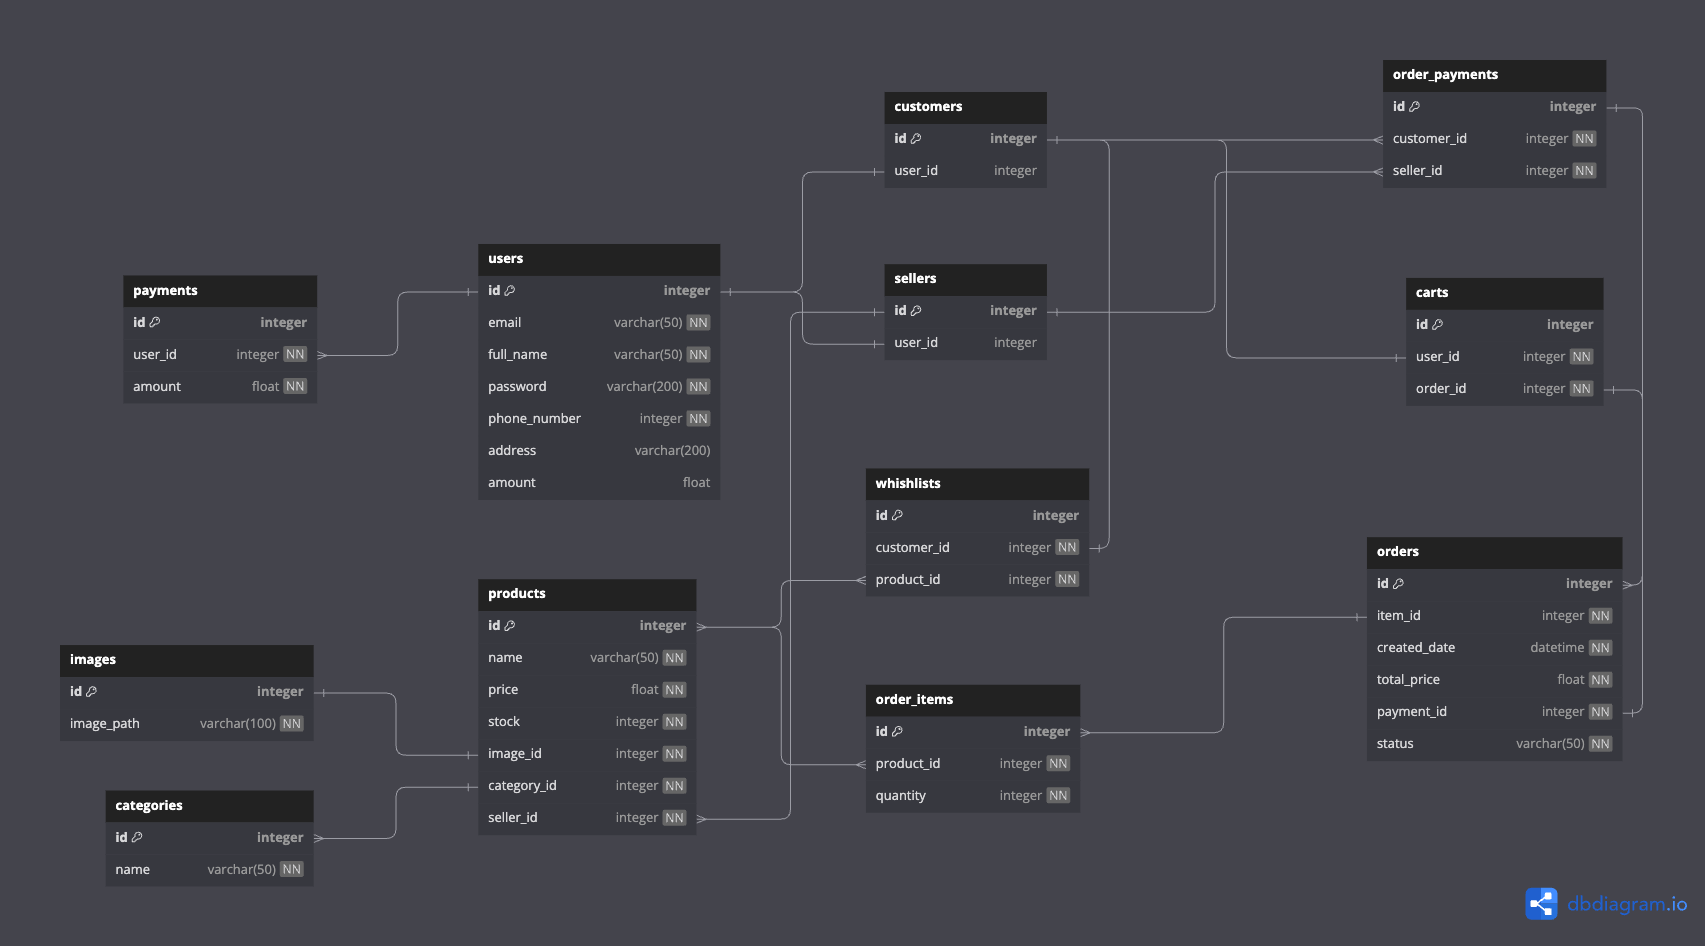 order_payments
id integer
customer_id integer NN
seller_id integer NN
customers
id integer
user_id integer
users
id integer
email varchar(50) NN
full_name varchar(50) NN
password varchar(200) NN
phone_number integer NN
address varchar(200)
amount float
sellers
id integer
user_id integer
payments
id integer
user_id integer NN
amount float NN
carts
id integer
user_id integer NN
order_id integer NN
whishlists
id integer
customer_id integer NN
product_id integer NN
orders
id integer
item_id integer NN
created_date datetime NN
total_price float NN
payment_id integer NN
status varchar(50) NN
products
id integer
name varchar(50) NN
price float NN
stock integer NN
image_id integer NN
category_id integer NN
seller_id integer NN
images
id integer
image_path varchar(100) NN
order_items
id integer
product_id integer NN
quantity integer NN
categories
id integer
name varchar(50) NN
dbdiagram.io